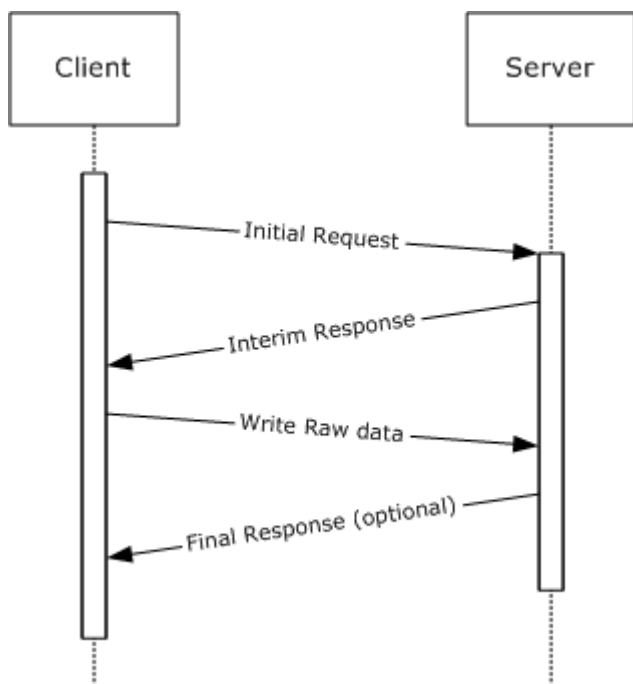 Client
Server
Initial Request
Interim Response
Write Raw data
Final Response (optional)